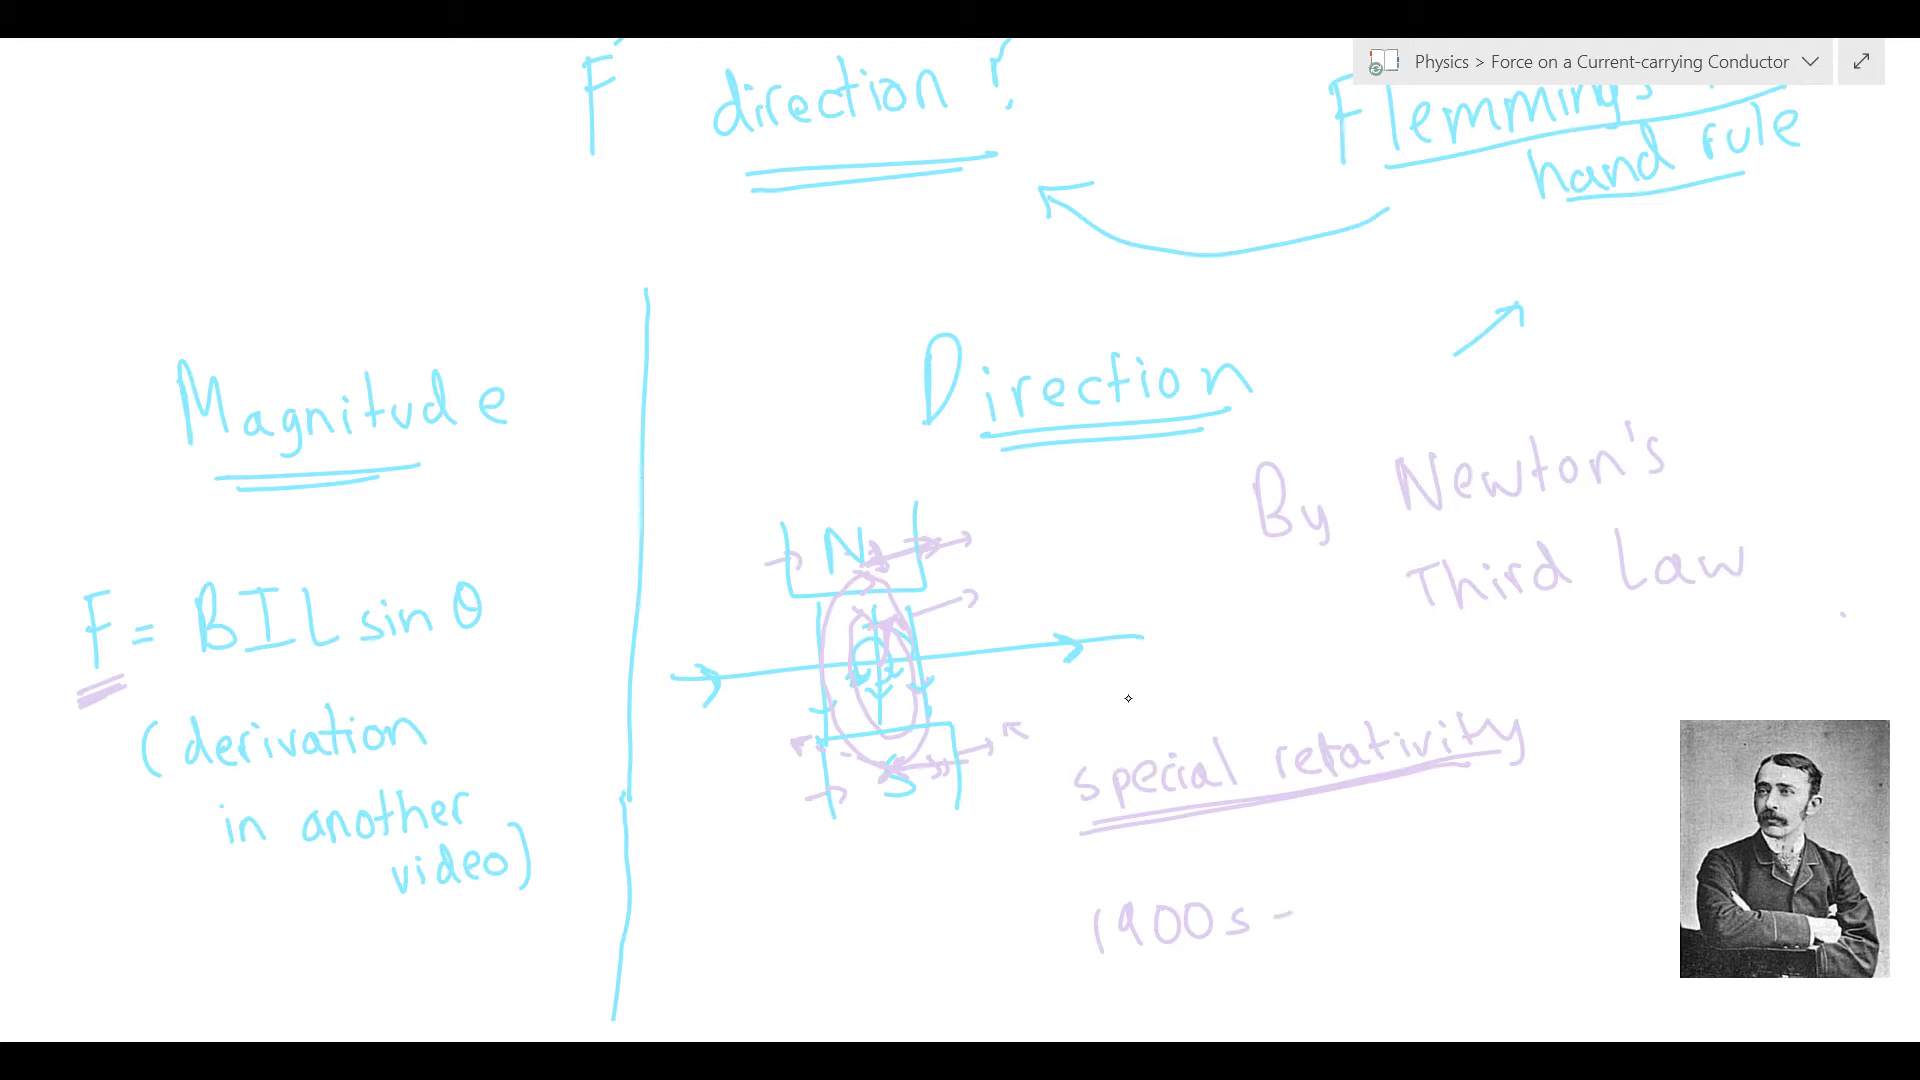 Physics > Force on a Current-carrying Conductor
F direction?
Flemming's
hand rule
Magnitude
Direction
By Newton's
Third Law
N
F = BIL sin θ
(derivation
in another
video)
S
special relativity
1900s -